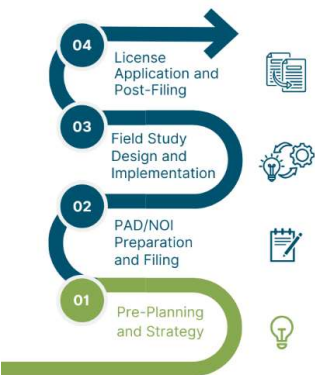 04
License
Application and
Post-Filing
03
Field Study
Design and
Implementation
02
PAD/NOI
Preparation
and Filing
01
Pre-Planning
and Strategy